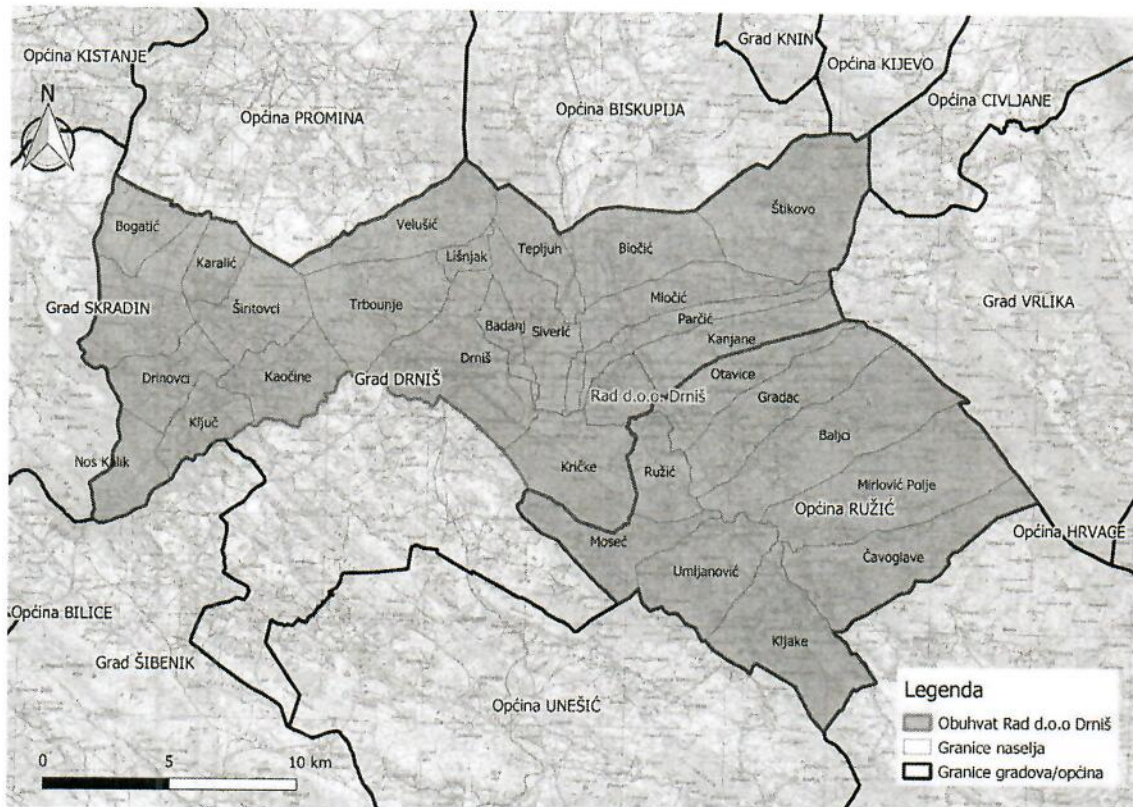 Općina KISTANJE
Grad KNIN
Općina KIJEVO
Općina CIVLJANE
Općina PROMINA
Općina BISKUPIJA
N
Štikovo
Bogatić
Velušić
Tepljuh
Biočić
Karalić
Lišnjak
Grad SKRADIN
Širitovci
Trbounje
Miočić
Grad VRLIKA
Parčić
Badanj
Siverić
Kanjane
Drniš
Drinovci
Kaočine
Grad DRNIŠ
Otavice
Rad d.o.o. Drniš
Gradac
Ključ
Baljci
Nos Kalik
Kričke
Ružić
Mirlović Polje
Općina RUŽIĆ
Općina HRVACE
Moseć
Čavoglave
Umljanović
Općina BILICE
Kljake
Grad ŠIBENIK
Općina UNEŠIĆ
Legenda
Obuhvat Rad d.o.o Drniš
Granice naselja
Granice gradova/općina
0 5 10 km